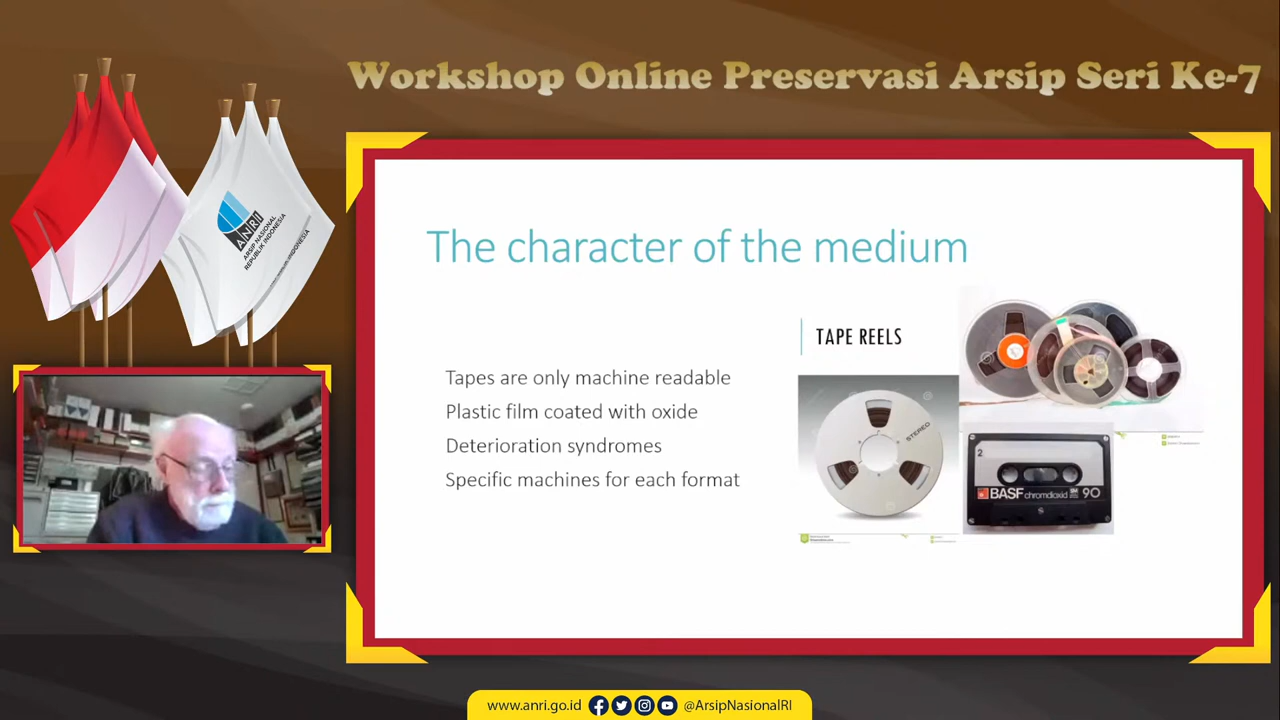 Workshop Online Preservasi Arsip Seri Ke-7
ANRI
ARSIP NASIONAL
REPUBLIK INDONESIA
The character of the medium
TAPE REELS
Tapes are only machine readable
Plastic film coated with oxide
Deterioration syndromes
Specific machines for each format
STEREO
2
BASF chromdioxid 90
www.anri.go.id
@ArsipNasionalRI